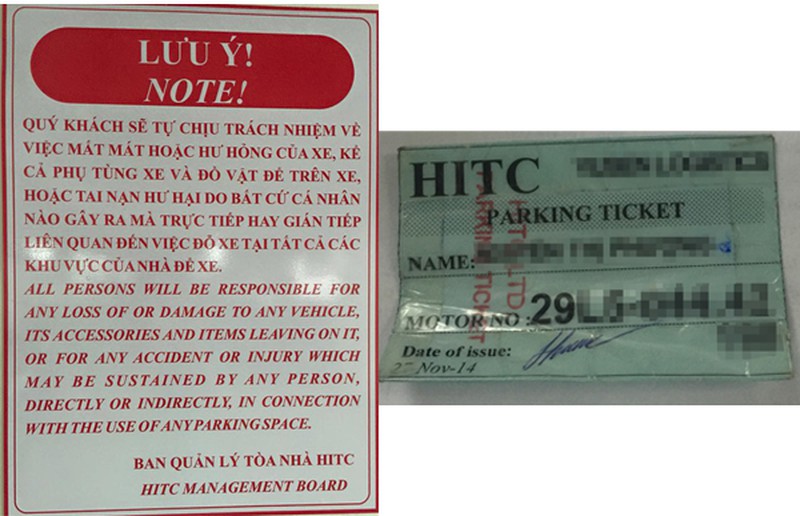 LƯU Ý!
NOTE!
QUÝ KHÁCH SẼ TỰ CHỊU TRÁCH NHIỆM VỀ
VIỆC MẤT MÁT HOẶC HƯ HỎNG CỦA XE, KỂ
CẢ PHỤ TÙNG XE VÀ ĐỒ VẬT ĐỂ TRÊN XE,
HOẶC TAI NẠN HƯ HẠI DO BẤT CỨ CÁ NHÂN
NÀO GÂY RA MÀ TRỰC TIẾP HAY GIÁN TIẾP
LIÊN QUAN ĐẾN VIỆC ĐỖ XE TẠI TẤT CẢ CÁC
KHU VỰC CỦA NHÀ ĐỂ XE.
ALL PERSONS WILL BE RESPONSIBLE FOR
ANY LOSS OF OR DAMAGE TO ANY VEHICLE,
ITS ACCESSORIES AND ITEMS LEAVING ON IT,
OR FOR ANY ACCIDENT OR INJURY WHICH
MAY BE SUSTAINED BY ANY PERSON,
DIRECTLY OR INDIRECTLY, IN CONNECTION
WITH THE USE OF ANY PARKING SPACE.
BAN QUẢN LÝ TÒA NHÀ HITC
HITC MANAGEMENT BOARD
HITC
PARKING TICKET
NAME:
MOTOR NO : 29
Date of issue:
27 Nov-14
HITC LTD
PARKING TICKET